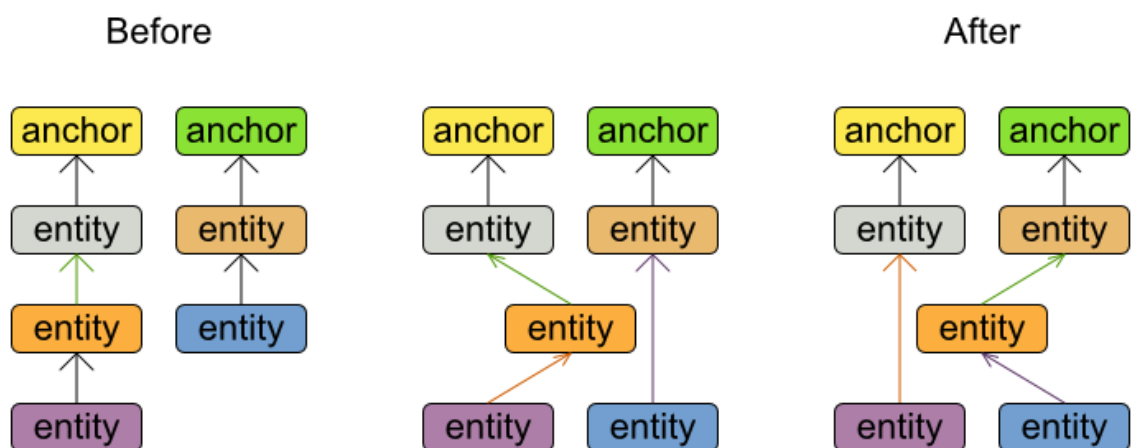 Before After
anchor anchor anchor anchor anchor anchor
entity entity entity entity entity entity
entity entity entity entity
entity entity entity entity entity